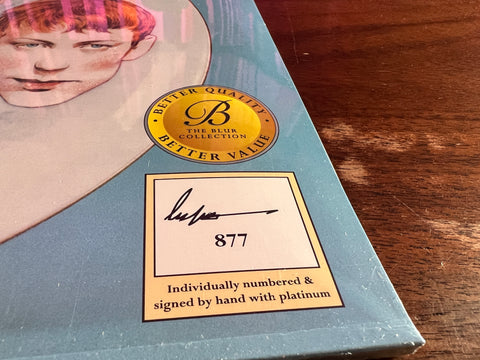 BETTER QUALITY
B
THE BLUR
COLLECTION
BETTER VALUE
877
Individually numbered &
signed by hand with platinum